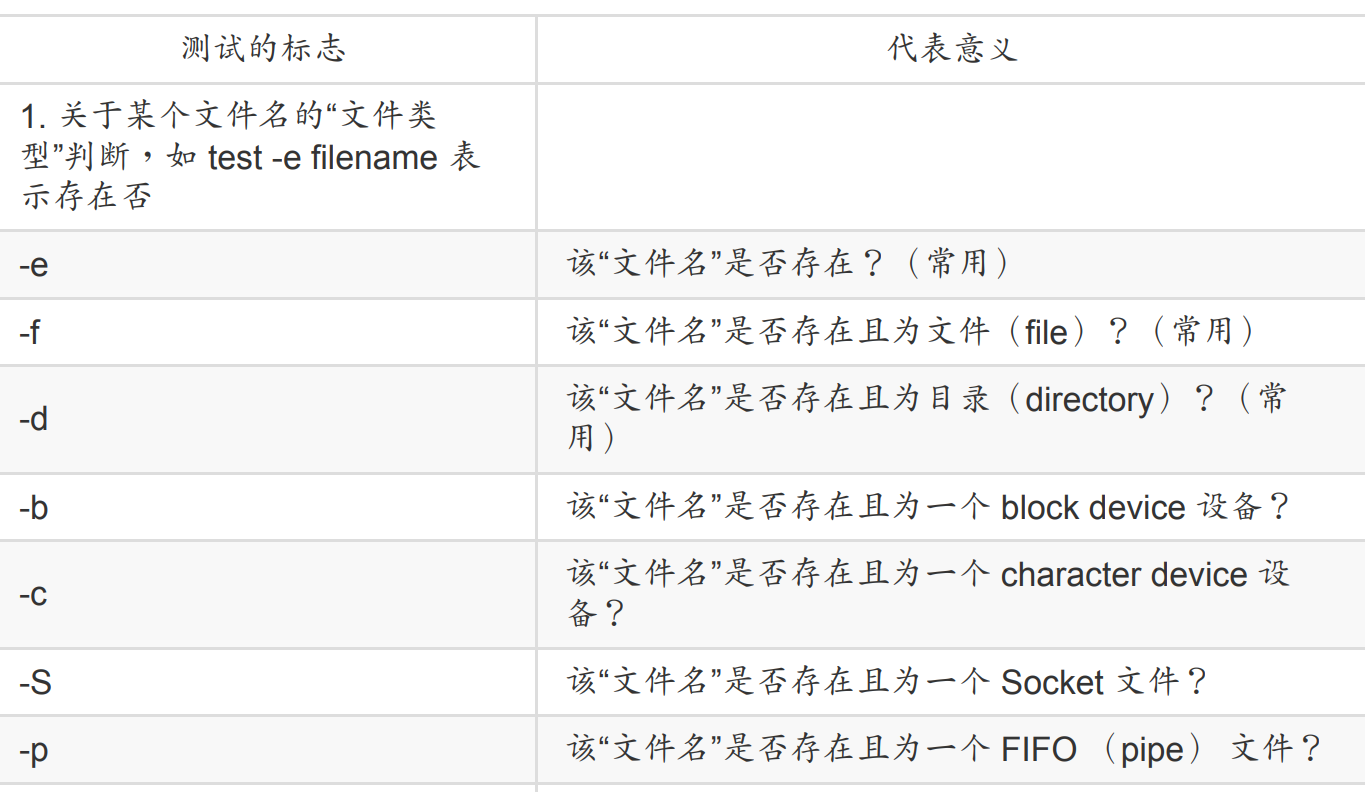 测试的标志
代表意义
1. 关于某个文件名的“文件类
型”判断，如 test -e filename 表
示存在否
-e
该“文件名”是否存在？（常用）
-f
该“文件名”是否存在且为文件（file）？（常用）
-d
该“文件名”是否存在且为目录（directory）？（常
用）
-b
该“文件名”是否存在且为一个 block device 设备？
-c
该“文件名”是否存在且为一个 character device 设
备？
-S
该“文件名”是否存在且为一个 Socket 文件？
-p
该“文件名”是否存在且为一个 FIFO （pipe） 文件？